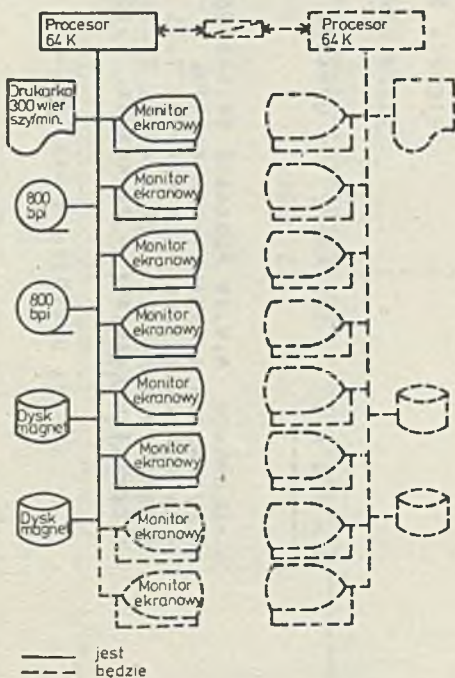 Procesor
64 K
Procesor
64 K
Drukarka
300 wier
szy/min.
Monitor
ekranowy
800
bpi
Monitor
ekranowy
Monitor
ekranowy
800
bpi
Monitor
ekranowy
Dysk
magnet
Monitor
ekranowy
Monitor
ekranowy
Dysk
magnet
Monitor
ekranowy
Monitor
ekranowy
jest
będzie